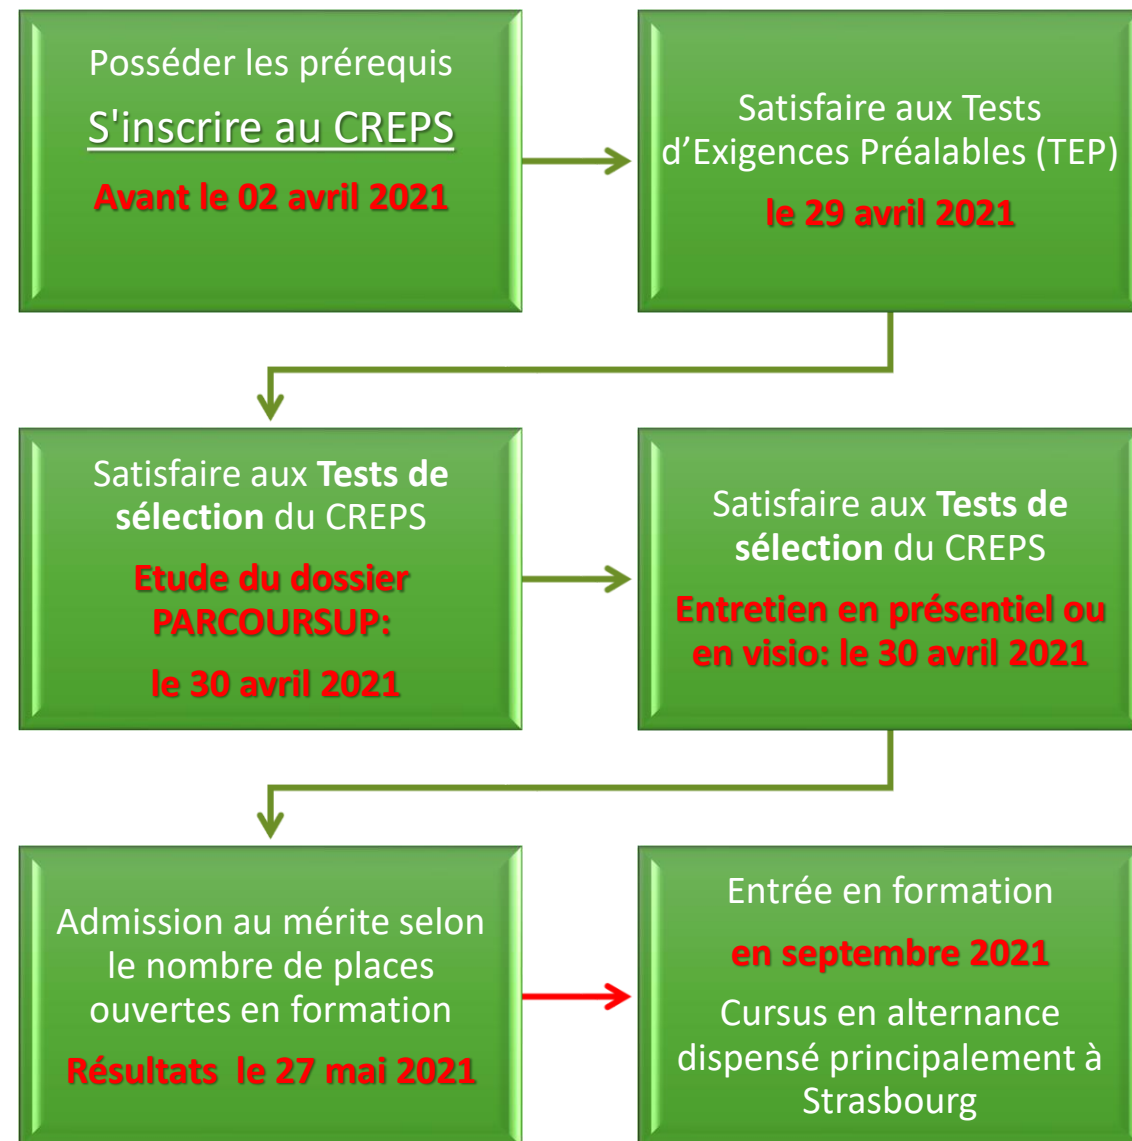 Posséder les prérequis
S'inscrire au CREPS
Avant le 02 avril 2021
Satisfaire aux Tests
d’Exigences Préalables (TEP)
le 29 avril 2021
Satisfaire aux Tests de
sélection du CREPS
Etude du dossier
PARCOURSUP:
le 30 avril 2021
Satisfaire aux Tests de
sélection du CREPS
Entretien en présentiel ou
en visio: le 30 avril 2021
Admission au mérite selon
le nombre de places
ouvertes en formation
Résultats  le 27 mai 2021
Entrée en formation
en septembre 2021
Cursus en alternance
dispensé principalement à
Strasbourg